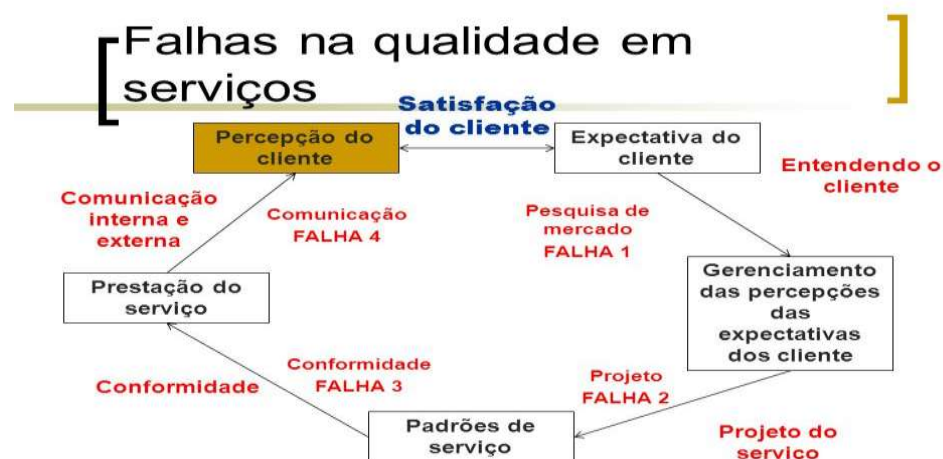 Falhas na qualidade em
serviços
Satisfação
do cliente
Percepção do
cliente
Expectativa do
cliente
Entendendo o
cliente
Comunicação
interna e
externa
Comunicação
FALHA 4
Pesquisa de
mercado
FALHA 1
Prestação do
serviço
Gerenciamento
das percepções
das
expectativas
dos cliente
Conformidade
Conformidade
FALHA 3
Projeto
FALHA 2
Padrões de
serviço
Projeto do
serviço